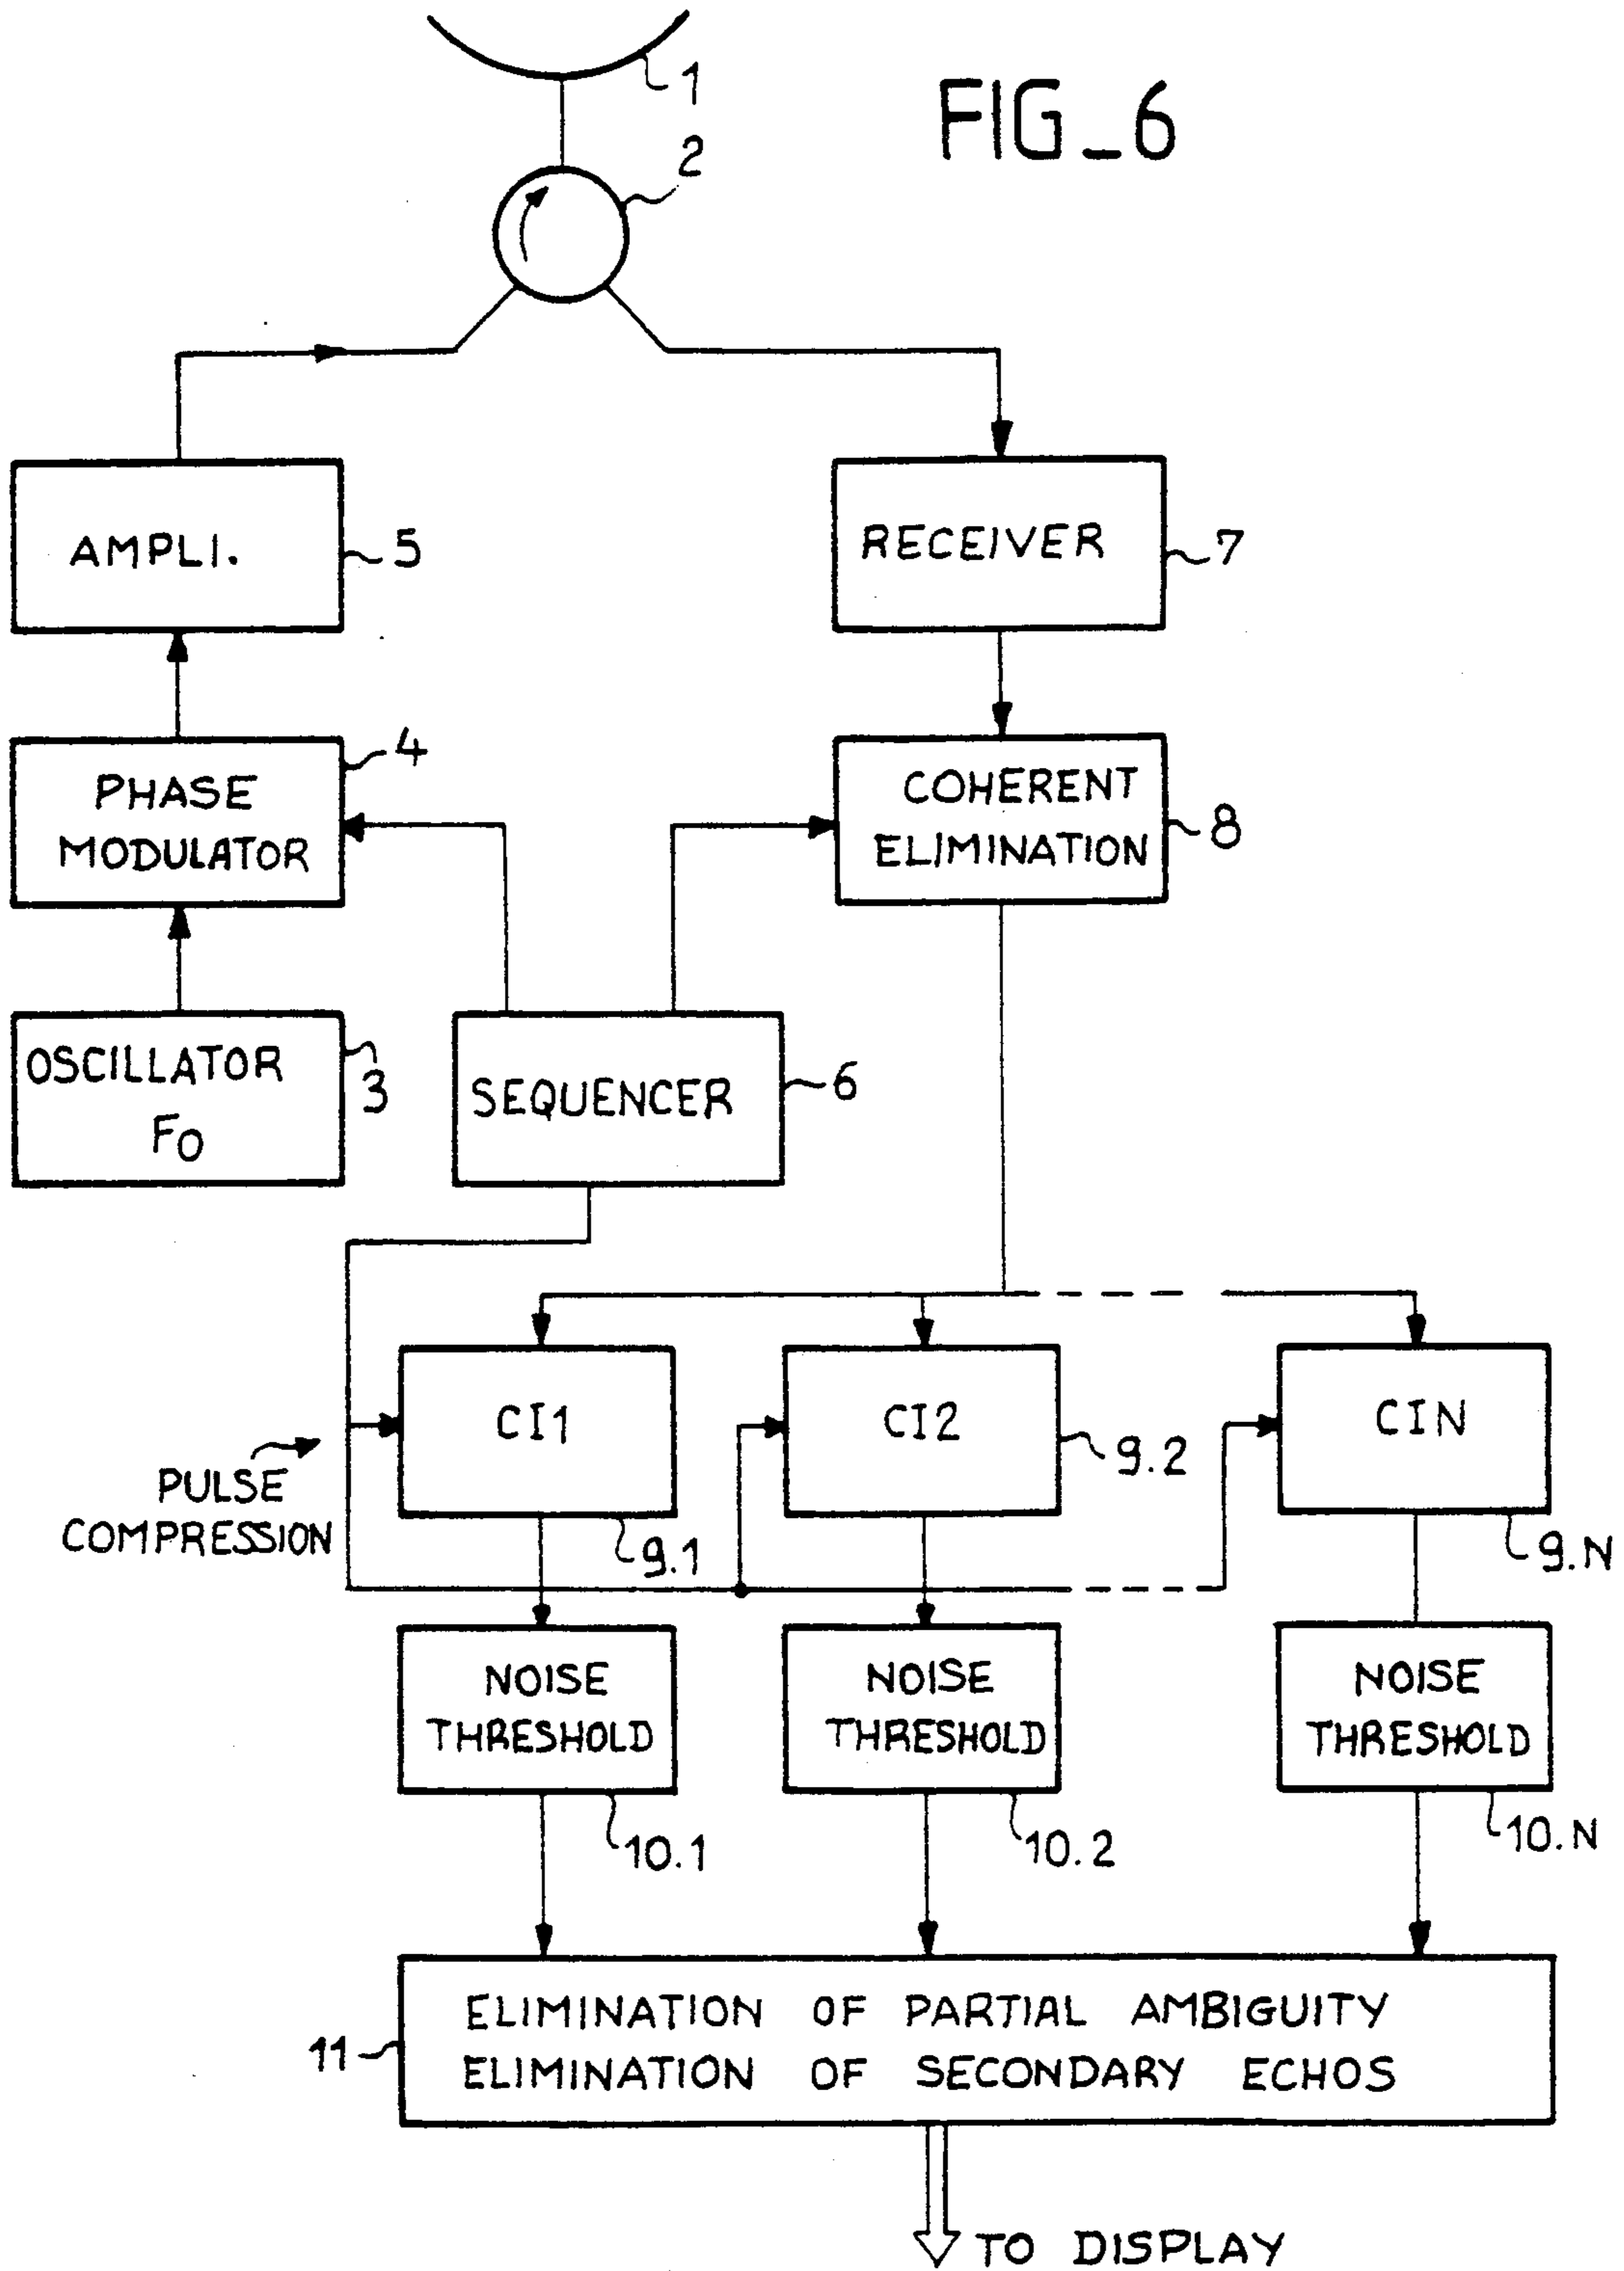 1
FIG_6
2
AMPLI.
5
RECEIVER
7
4
PHASE
MODULATOR
COHERENT
ELIMINATION
8
OSCILLATOR
FO
3
SEQUENCER
6
CI1
CI2
CIN
9.2
PULSE
COMPRESSION
9.1
9.N
NOISE
THRESHOLD
NOISE
THRESHOLD
NOISE
THRESHOLD
10.1
10.2
10.N
11
ELIMINATION OF PARTIAL AMBIGUITY
ELIMINATION OF SECONDARY ECHOS
TO DISPLAY